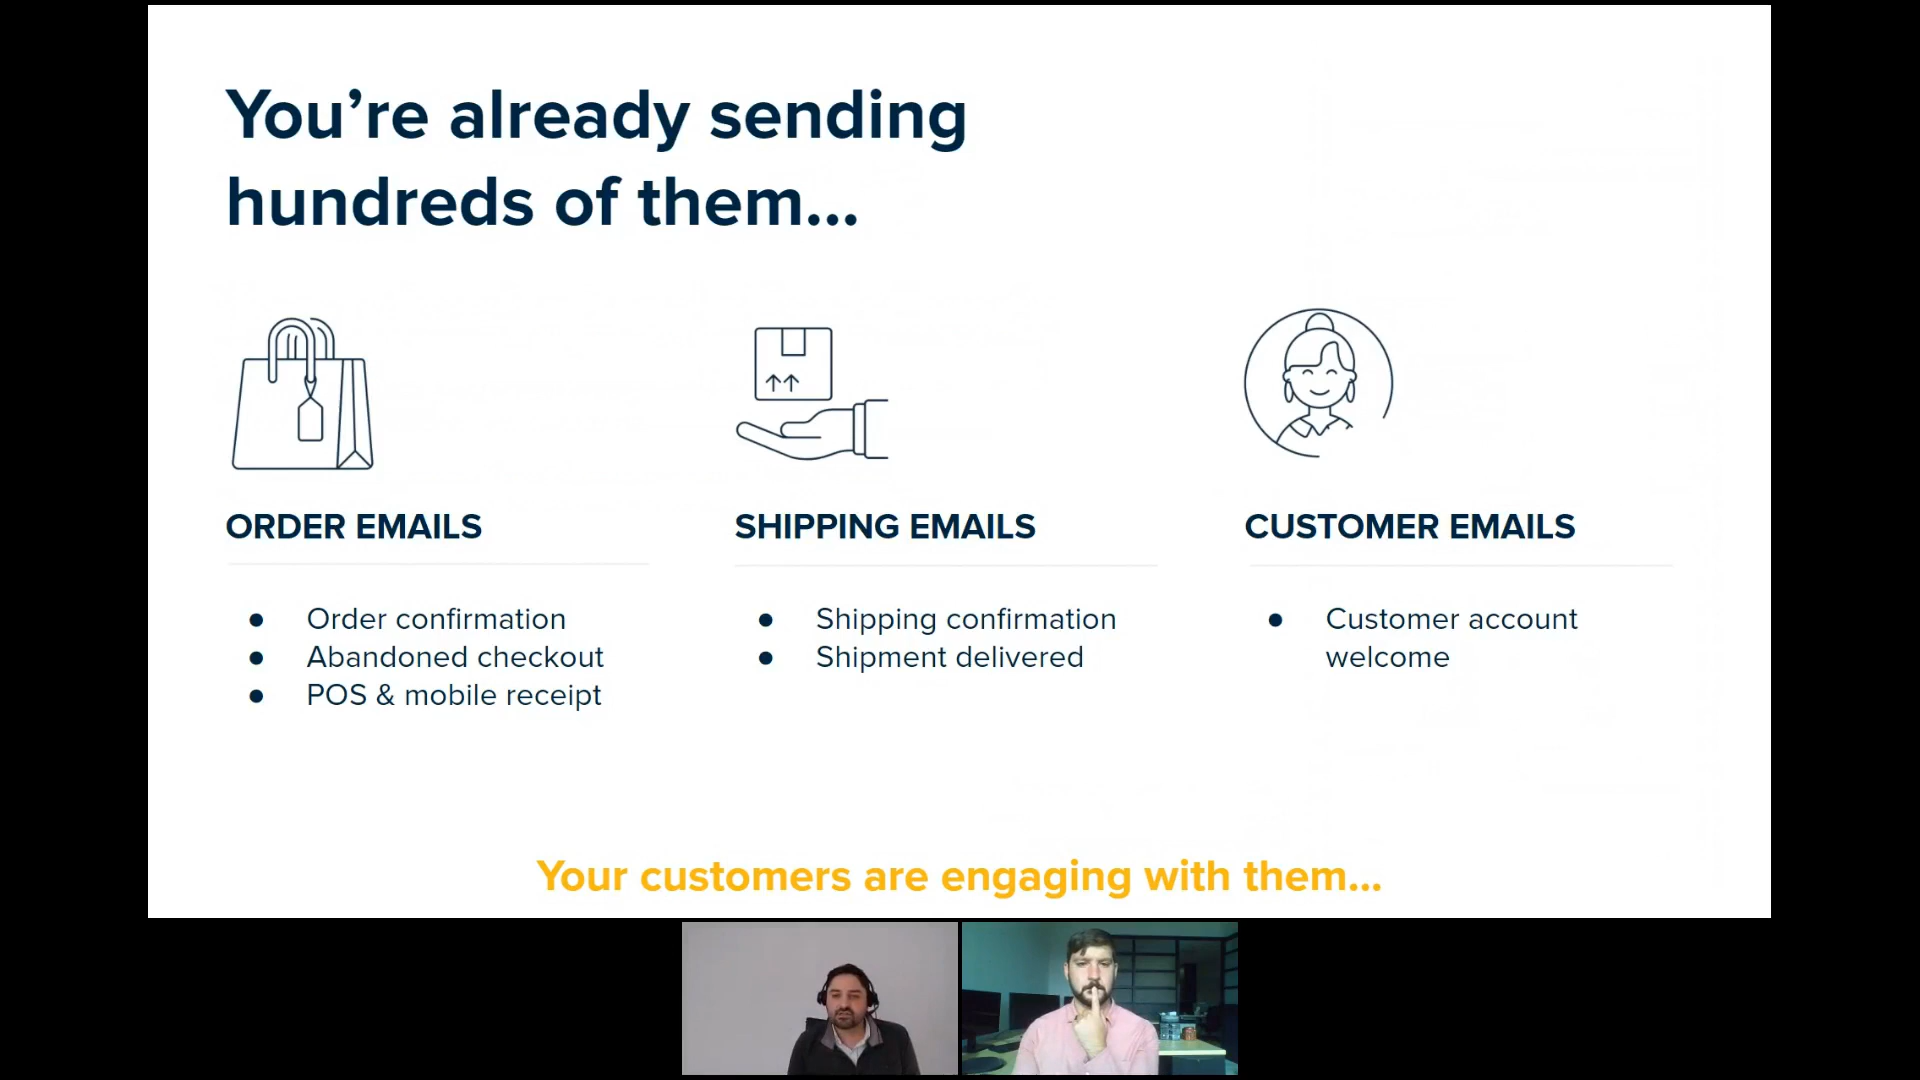 You’re already sending
hundreds of them...
ORDER EMAILS
● Order confirmation
● Abandoned checkout
● POS & mobile receipt
SHIPPING EMAILS
● Shipping confirmation
● Shipment delivered
CUSTOMER EMAILS
● Customer account
welcome
Your customers are engaging with them...